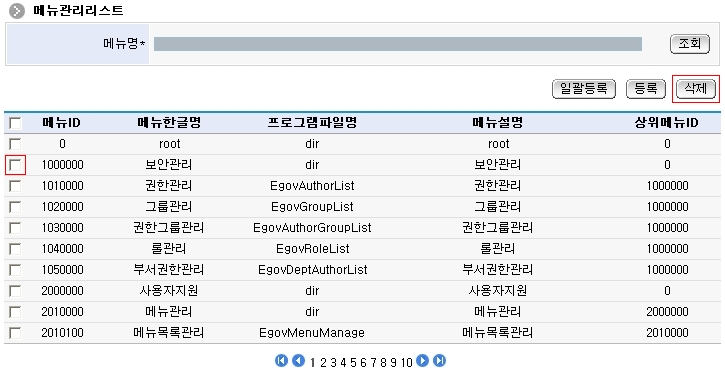 메뉴관리리스트
메뉴명* 조회
일괄등록 등록 삭제
메뉴ID 메뉴한글명 프로그램파일명 메뉴설명 상위메뉴ID
0 root dir root 0
1000000 보안관리 dir 보안관리 0
1010000 권한관리 EgovAuthorList 권한관리 1000000
1020000 그룹관리 EgovGroupList 그룹관리 1000000
1030000 권한그룹관리 EgovAuthorGroupList 권한그룹관리 1000000
1040000 롤관리 EgovRoleList 롤관리 1000000
1050000 부서권한관리 EgovDeptAuthorList 부서권한관리 1000000
2000000 사용자지원 dir 사용자지원 0
2010000 메뉴관리 dir 메뉴관리 2000000
2010100 메뉴목록관리 EgovMenuManage 메뉴목록관리 2010000
1 2 3 4 5 6 7 8 9 10